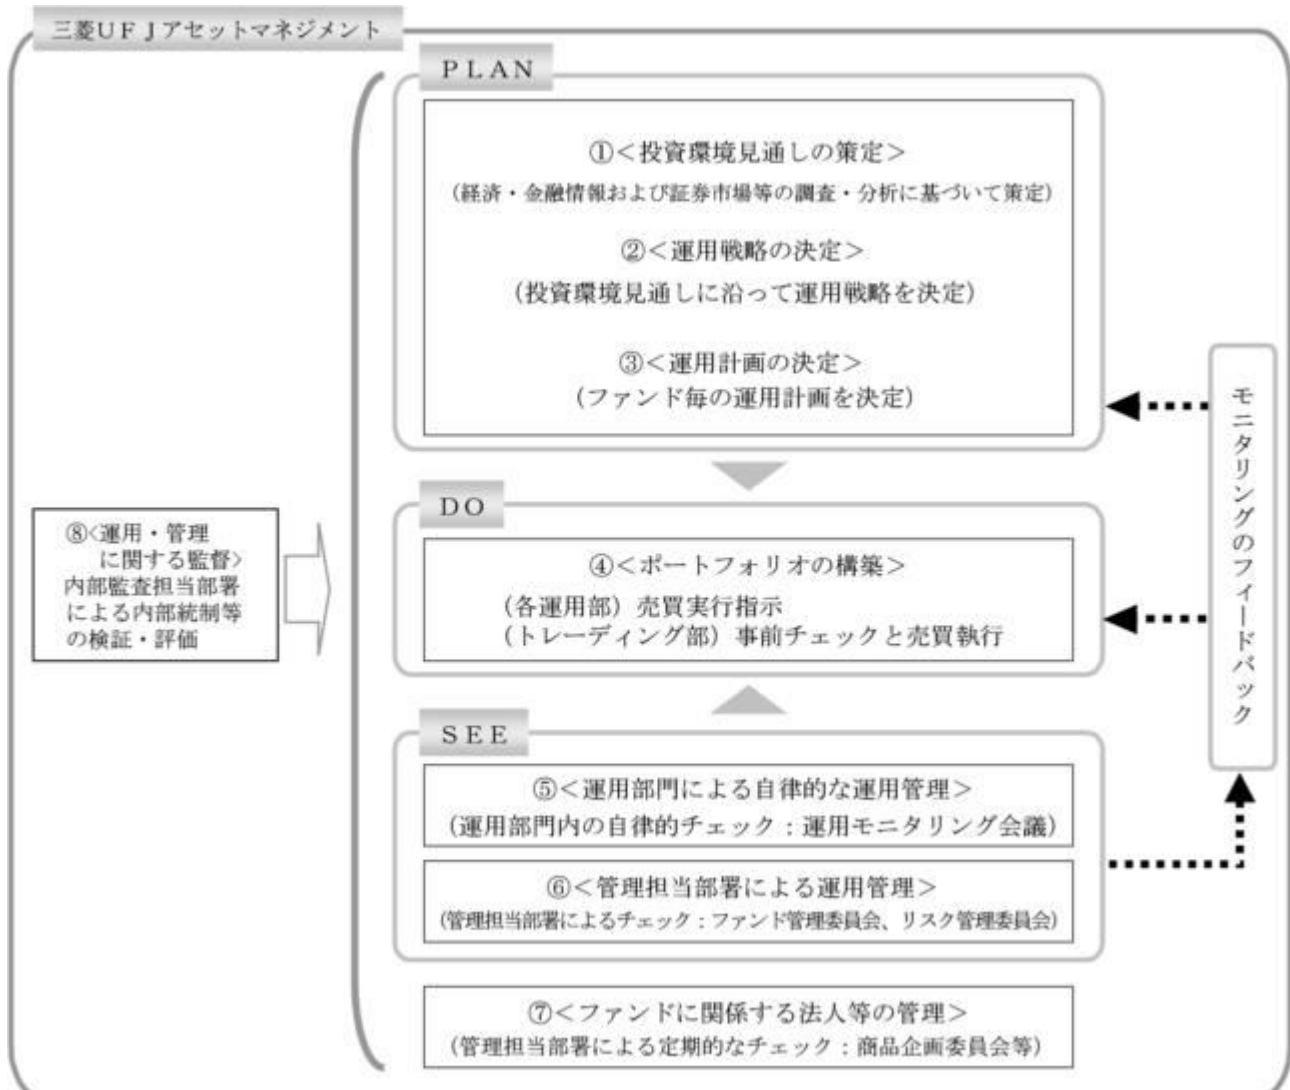 三菱UFJアセットマネジメント
PLAN
①＜投資環境見通しの策定＞
（経済・金融情報および証券市場等の調査・分析に基づいて策定）
②＜運用戦略の決定＞
（投資環境見通しに沿って運用戦略を決定）
③＜運用計画の決定＞
（ファンド毎の運用計画を決定）
DO
④＜ポートフォリオの構築＞
（各運用部）売買実行指示
（トレーディング部）事前チェックと売買執行
SEE
⑤＜運用部門による自律的な運用管理＞
（運用部門内の自律的チェック：運用モニタリング会議）
⑥＜管理担当部署による運用管理＞
（管理担当部署によるチェック：ファンド管理委員会、リスク管理委員会）
⑦＜ファンドに関係する法人等の管理＞
（管理担当部署による定期的なチェック：商品企画委員会等）
⑧<運用・管理
に関する監督>
内部監査担当部署
による内部統制等
の検証・評価
モニタリングのフィードバック